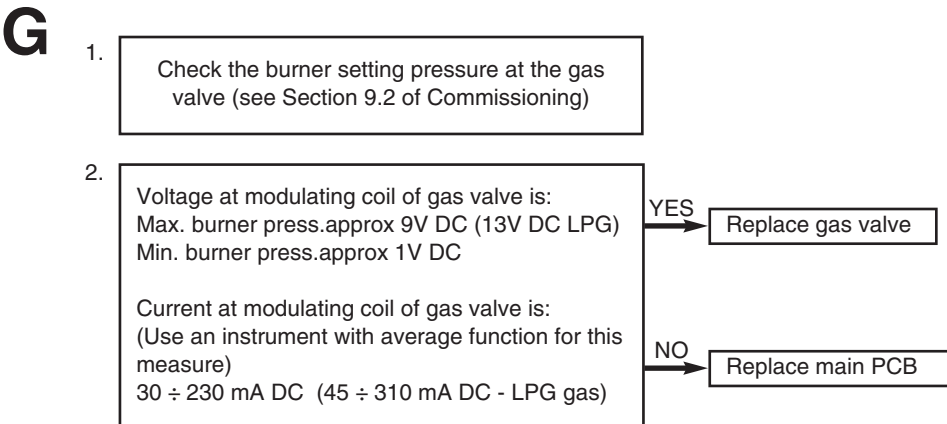 G
1.
Check the burner setting pressure at the gas
valve (see Section 9.2 of Commissioning)
2.
Voltage at modulating coil of gas valve is:
Max. burner press.approx 9V DC (13V DC LPG)
Min. burner press.approx 1V DC
YES
Replace gas valve
Current at modulating coil of gas valve is:
(Use an instrument with average function for this
measure)
30 ÷ 230 mA DC (45 ÷ 310 mA DC - LPG gas)
NO
Replace main PCB